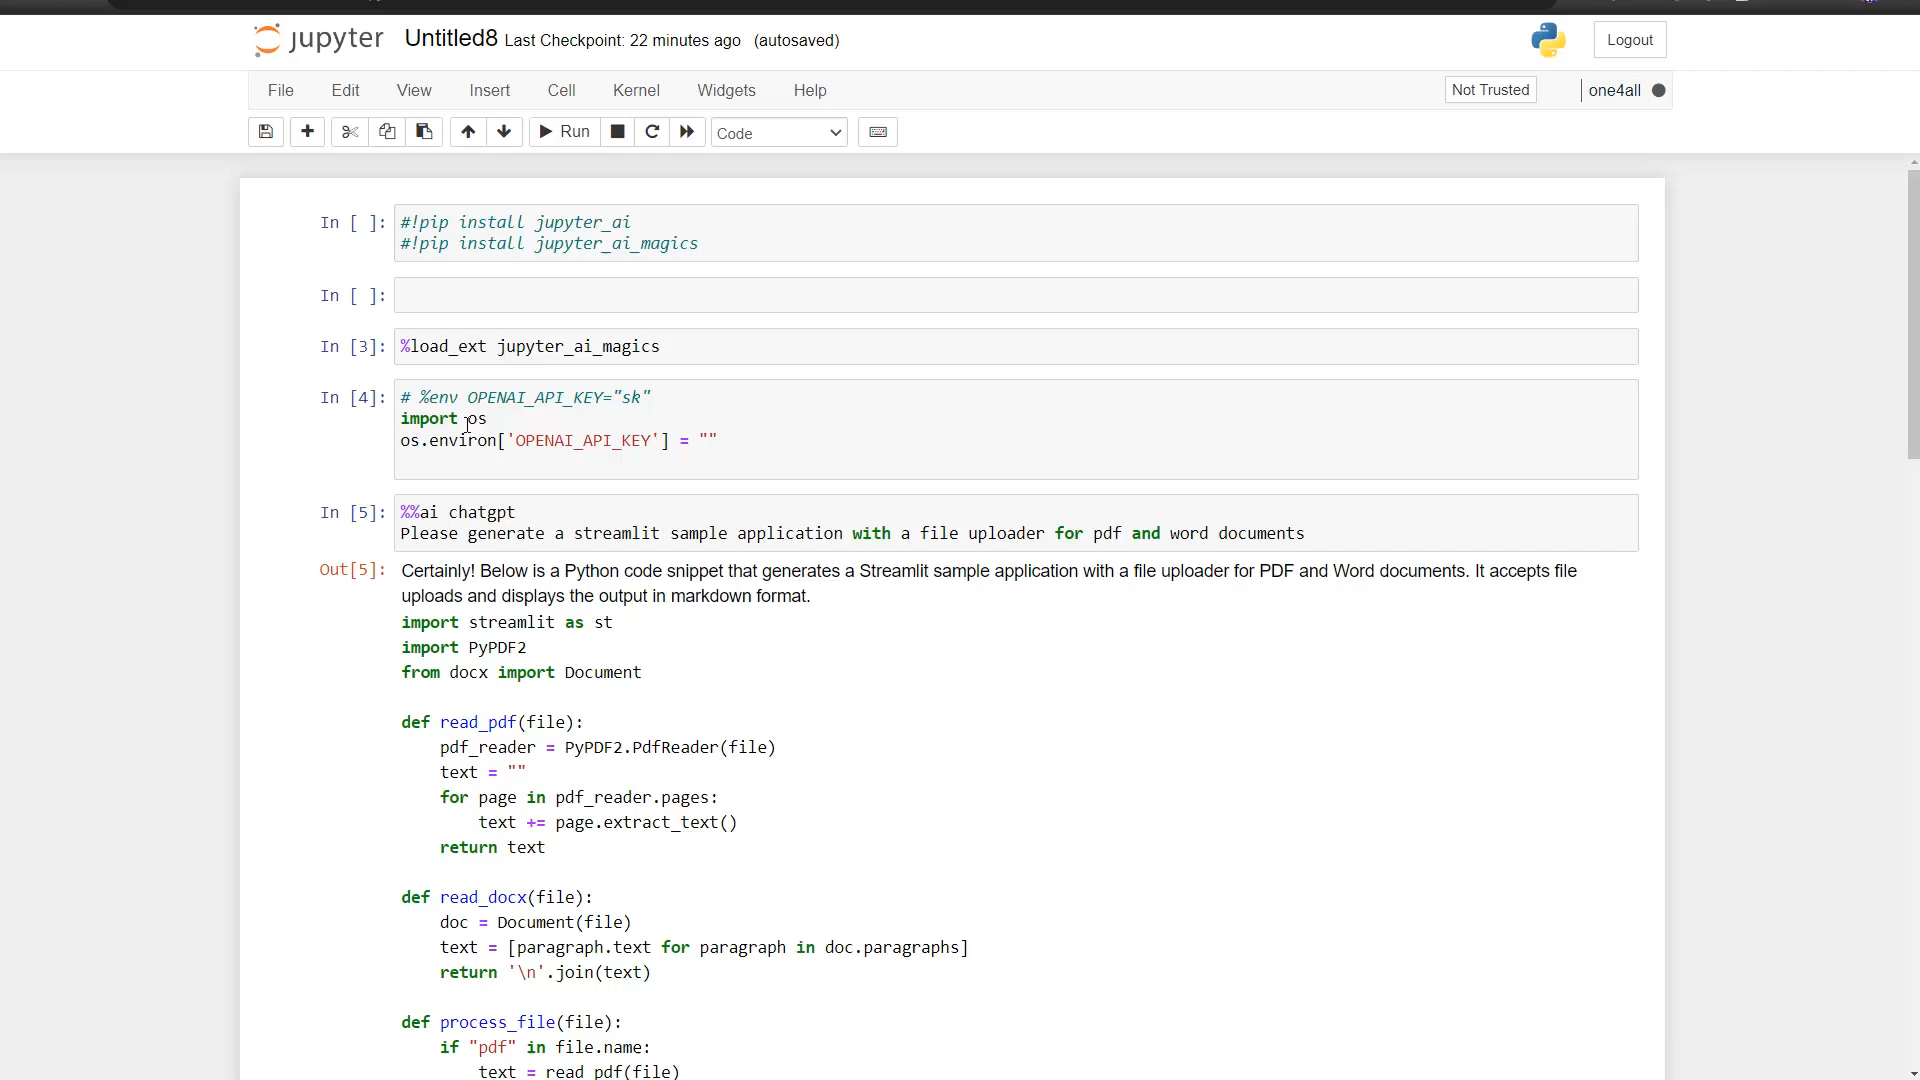 jupyter Untitled8 Last Checkpoint: 22 minutes ago (autosaved) Logout
File Edit View Insert Cell Kernel Widgets Help Not Trusted one4all
Run Code
In [ ]: #!pip install jupyter_ai
#!pip install jupyter_ai_magics
In [ ]:
In [3]: %load_ext jupyter_ai_magics
In [4]: # %env OPENAI_API_KEY="sk"
import os
os.environ['OPENAI_API_KEY'] = ""
In [5]: %%ai chatgpt
Please generate a streamlit sample application with a file uploader for pdf and word documents
Out[5]: Certainly! Below is a Python code snippet that generates a Streamlit sample application with a file uploader for PDF and Word documents. It accepts file
uploads and displays the output in markdown format.
import streamlit as st
import PyPDF2
from docx import Document
def read_pdf(file):
pdf_reader = PyPDF2.PdfReader(file)
text = ""
for page in pdf_reader.pages:
text += page.extract_text()
return text
def read_docx(file):
doc = Document(file)
text = [paragraph.text for paragraph in doc.paragraphs]
return '\n'.join(text)
def process_file(file):
if "pdf" in file.name:
text = read_pdf(file)